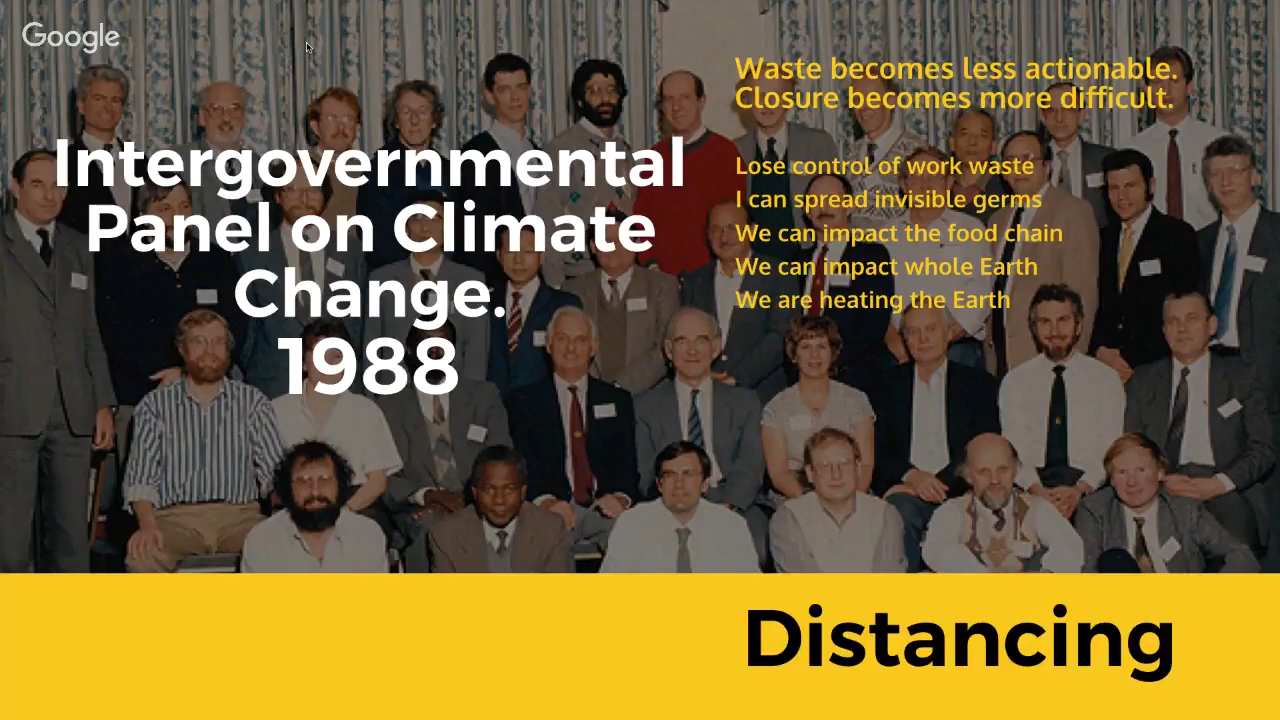 Google
Intergovernmental
Panel on Climate
Change.
1988
Waste becomes less actionable.
Closure becomes more difficult.
Lose control of work waste
I can spread invisible germs
We can impact the food chain
We can impact whole Earth
We are heating the Earth
Distancing